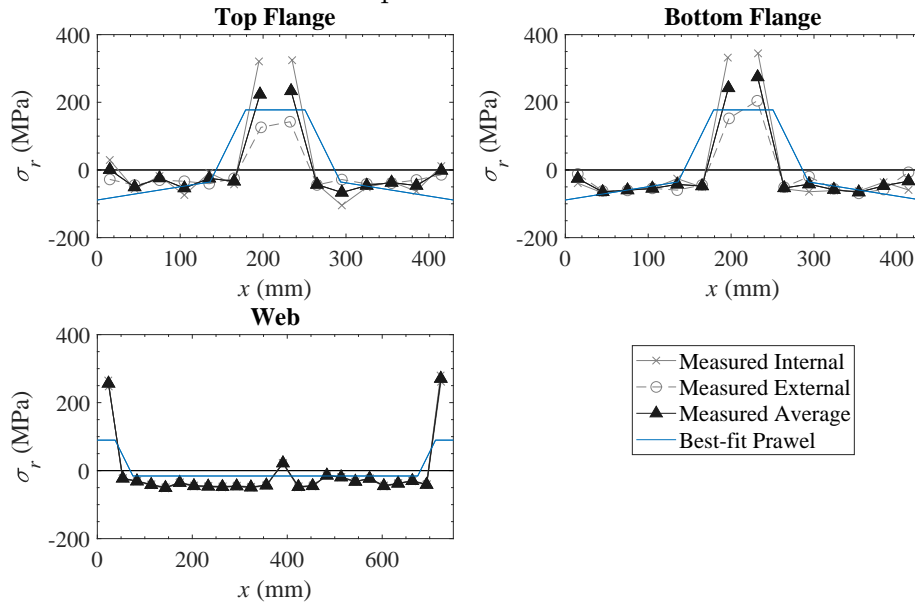 Top Flange
400
200
0
-200
σr (MPa)
0 100 200 300 400
x (mm)
Bottom Flange
400
200
0
-200
σr (MPa)
0 100 200 300 400
x (mm)
Web
400
200
0
-200
σr (MPa)
0 200 400 600
x (mm)
Measured Internal
Measured External
Measured Average
Best-fit Prawel